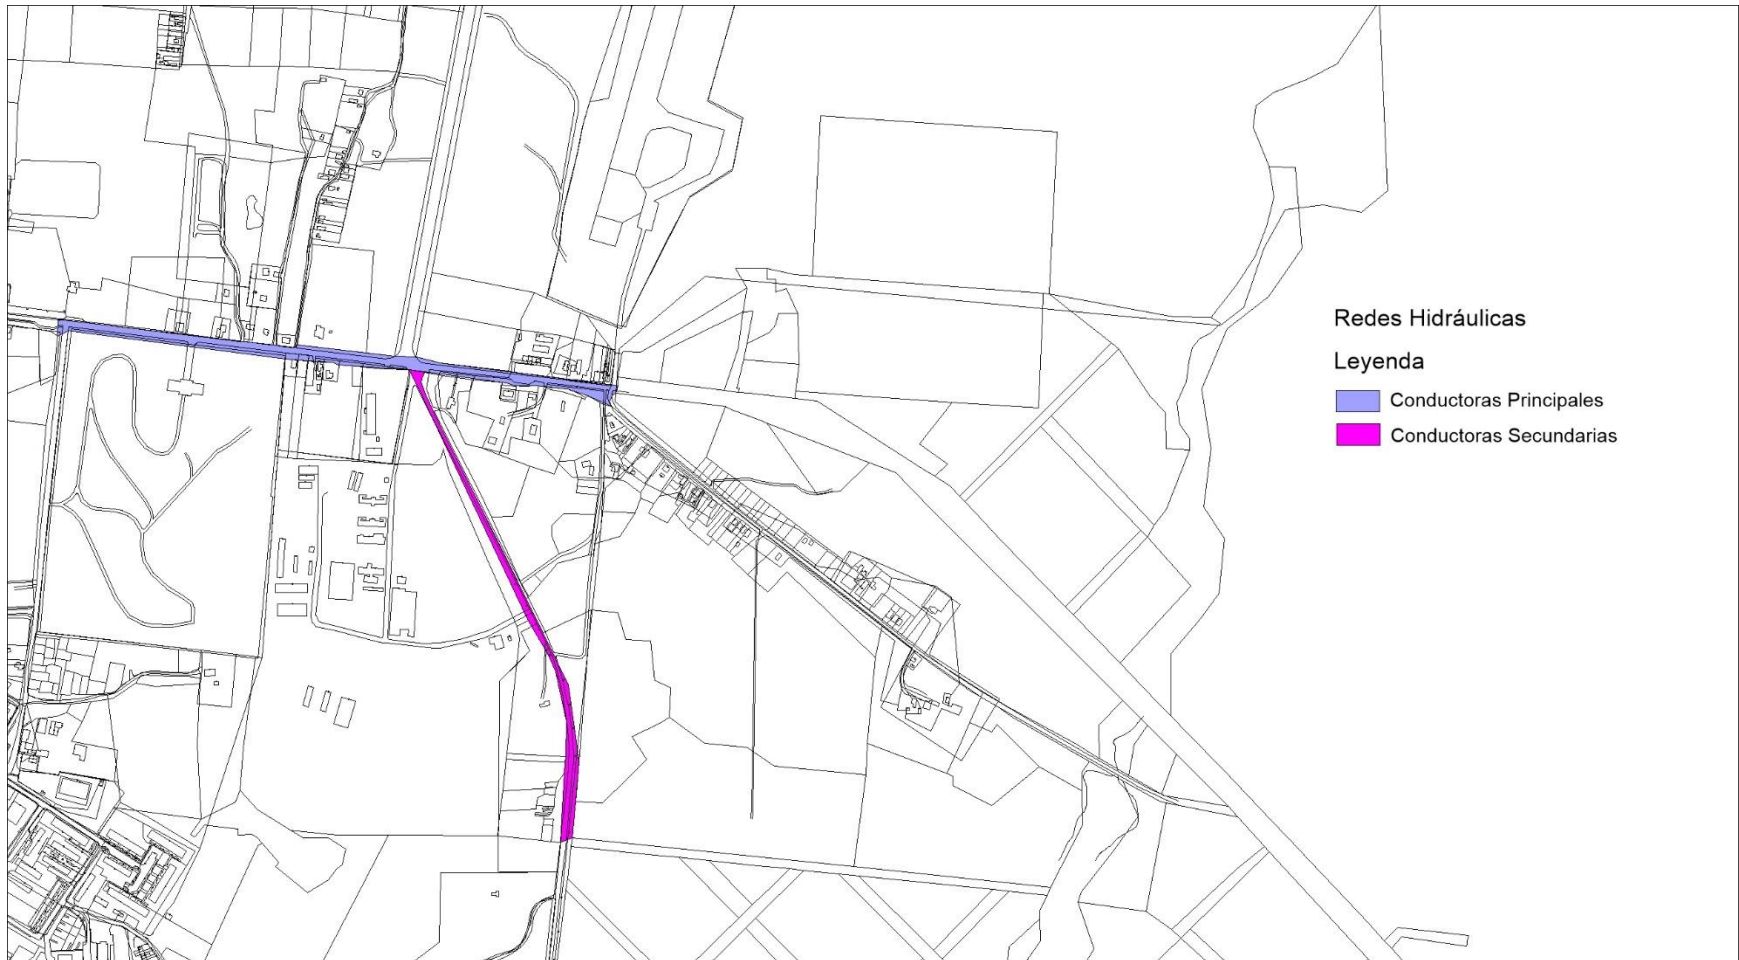 Redes Hidráulicas
Leyenda
Conductoras Principales
Conductoras Secundarias